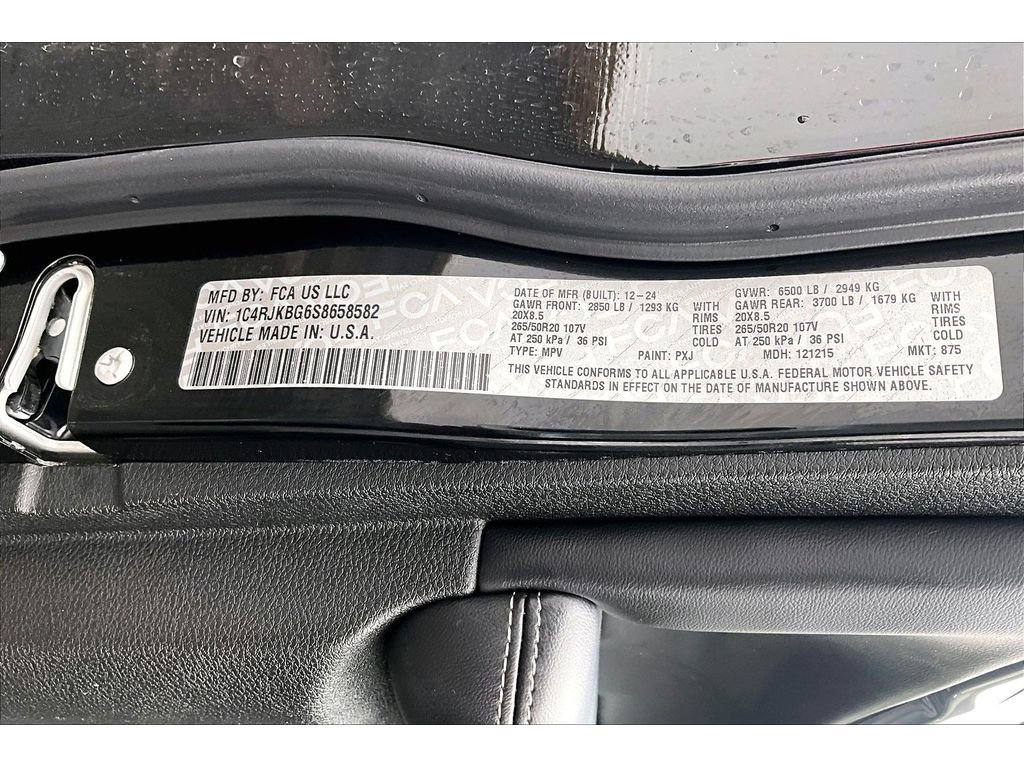 MFD BY: FCA US LLC
VIN: 1C4RJKBG6S8658582
VEHICLE MADE IN U.S.A.
DATE OF MFR (BUILT): 12-24
GVWR: 6500 LB / 2949 KG
GAWR FRONT: 2850 LB / 1293 KG WITH
20X8.5 RIMS
265/50R20 107V TIRES
AT 250 kPa / 36 PSI COLD
GAWR REAR: 3700 LB / 1679 KG WITH
20X8.5 RIMS
265/50R20 107V TIRES
AT 250 kPa / 36 PSI COLD
TYPE: MPV PAINT: PXJ MDH: 121215 MKT: 875
THIS VEHICLE CONFORMS TO ALL APPLICABLE U.S.A. FEDERAL MOTOR VEHICLE SAFETY
STANDARDS IN EFFECT ON THE DATE OF MANUFACTURE SHOWN ABOVE.